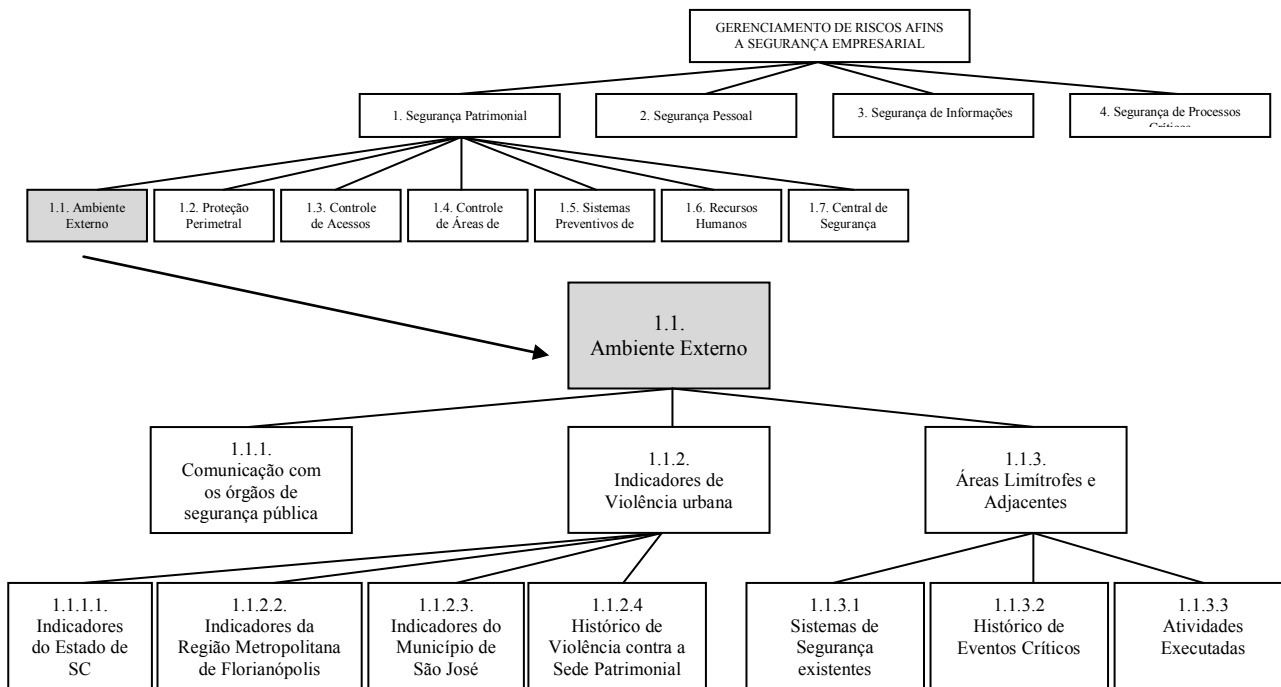 GERENCIAMENTO DE RISCOS AFINS
A SEGURANÇA EMPRESARIAL
1. Segurança Patrimonial
2. Segurança Pessoal
3. Segurança de Informações
4. Segurança de Processos
Críticos
1.1. Ambiente
Externo
1.2. Proteção
Perimetral
1.3. Controle
de Acessos
1.4. Controle
de Áreas de
1.5. Sistemas
Preventivos de
1.6. Recursos
Humanos
1.7. Central de
Segurança
1.1.
Ambiente Externo
1.1.1.
Comunicação com
os órgãos de
segurança pública
1.1.2.
Indicadores de
Violência urbana
1.1.3.
Áreas Limítrofes e
Adjacentes
1.1.1.1.
Indicadores
do Estado de
SC
1.1.2.2.
Indicadores da
Região Metropolitana
de Florianópolis
1.1.2.3.
Indicadores do
Município de
São José
1.1.2.4
Histórico de
Violência contra a
Sede Patrimonial
1.1.3.1
Sistemas de
Segurança
existentes
1.1.3.2
Histórico de
Eventos Críticos
1.1.3.3
Atividades
Executadas